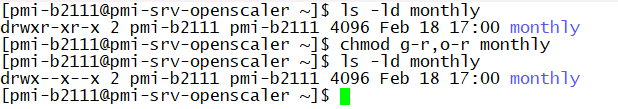 [pmi-b2111@pmi-srv-openscaler ~]$ ls -ld monthly
drwxr-xr-x 2 pmi-b2111 pmi-b2111 4096 Feb 18 17:00 monthly
[pmi-b2111@pmi-srv-openscaler ~]$ chmod g-r,o-r monthly
[pmi-b2111@pmi-srv-openscaler ~]$ ls -ld monthly
drwx--x--x 2 pmi-b2111 pmi-b2111 4096 Feb 18 17:00 monthly
[pmi-b2111@pmi-srv-openscaler ~]$